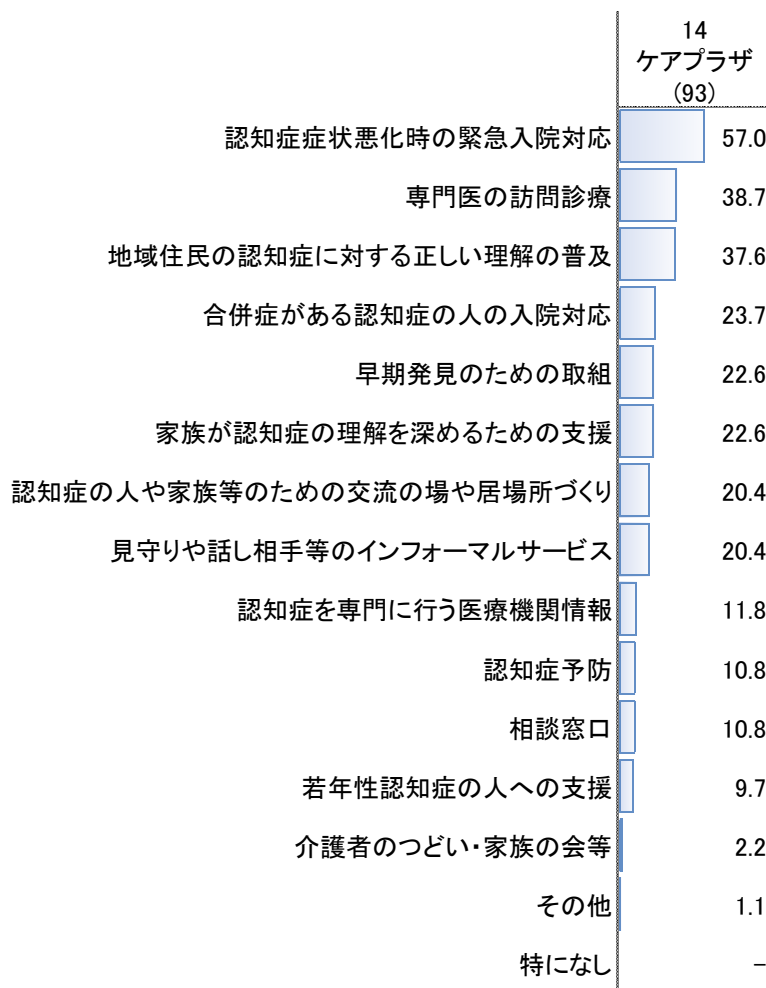 14
ケアプラザ
(93)
認知症症状悪化時の緊急入院対応 57.0
専門医の訪問診療 38.7
地域住民の認知症に対する正しい理解の普及 37.6
合併症がある認知症の人の入院対応 23.7
早期発見のための取組 22.6
家族が認知症の理解を深めるための支援 22.6
認知症の人や家族等のための交流の場や居場所づくり 20.4
見守りや話し相手等のインフォーマルサービス 20.4
認知症を専門に行う医療機関情報 11.8
認知症予防 10.8
相談窓口 10.8
若年性認知症の人への支援 9.7
介護者のつどい・家族の会等 2.2
その他 1.1
特になし -